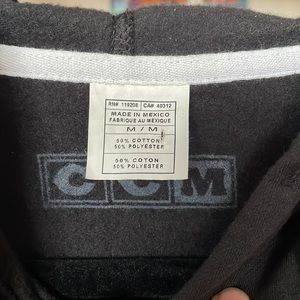 RN# 119208 CA# 40312
MADE IN MEXICO
FABRIQUE AU MEXIQUE
M / M
50% COTTON
50% POLYESTER
50% COTON
50% POLYESTER
CCM